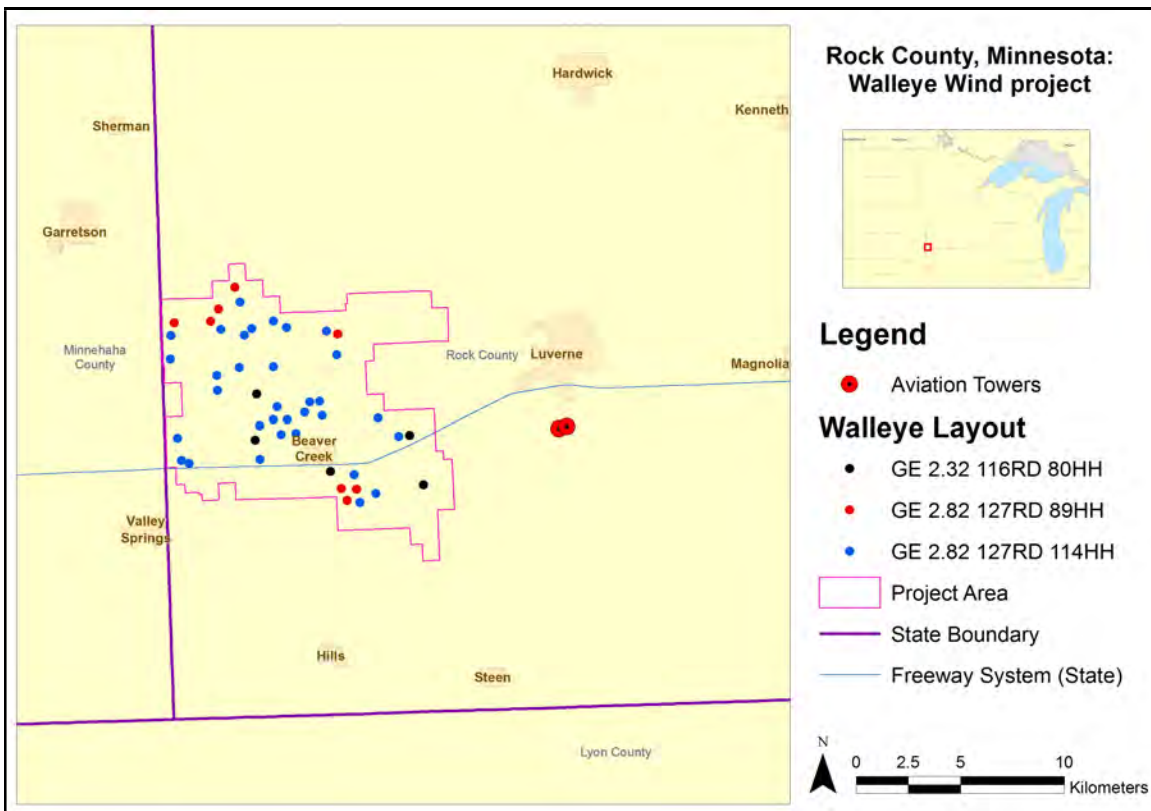 Rock County, Minnesota:
Walleye Wind project
Hardwick
Kenneth
Sherman
Garretson
Minnehaha
County
Rock County
Luverne
Magnolia
Beaver
Creek
Valley
Springs
Hills
Steen
Lyon County
Legend
Aviation Towers
Walleye Layout
GE 2.32 116RD 80HH
GE 2.82 127RD 89HH
GE 2.82 127RD 114HH
Project Area
State Boundary
Freeway System (State)
N
0 2.5 5 10
Kilometers